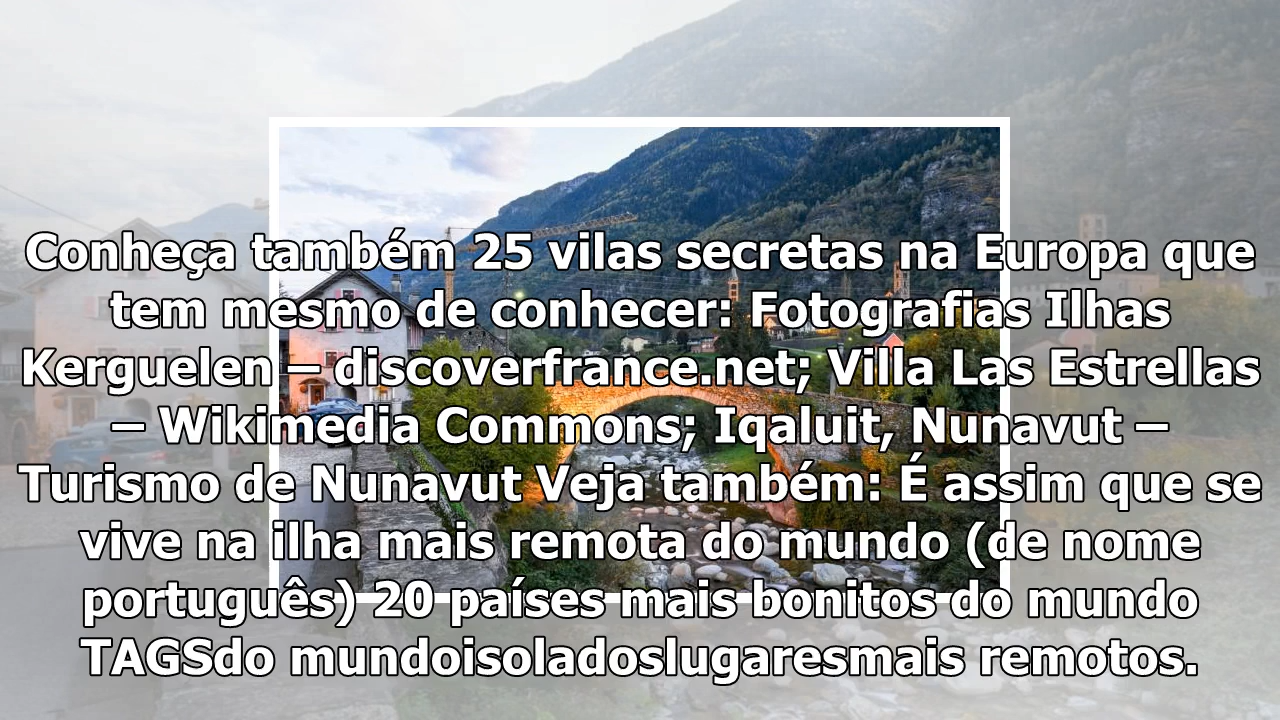 Conheça também 25 vilas secretas na Europa que
tem mesmo de conhecer: Fotografias Ilhas
Kerguelen – discoverfrance.net; Villa Las Estrellas
– Wikimedia Commons; Iqaluit, Nunavut –
Turismo de Nunavut Veja também: É assim que se
vive na ilha mais remota do mundo (de nome
português) 20 países mais bonitos do mundo
TAGSdo mundoisoladoslugaresmais remotos.